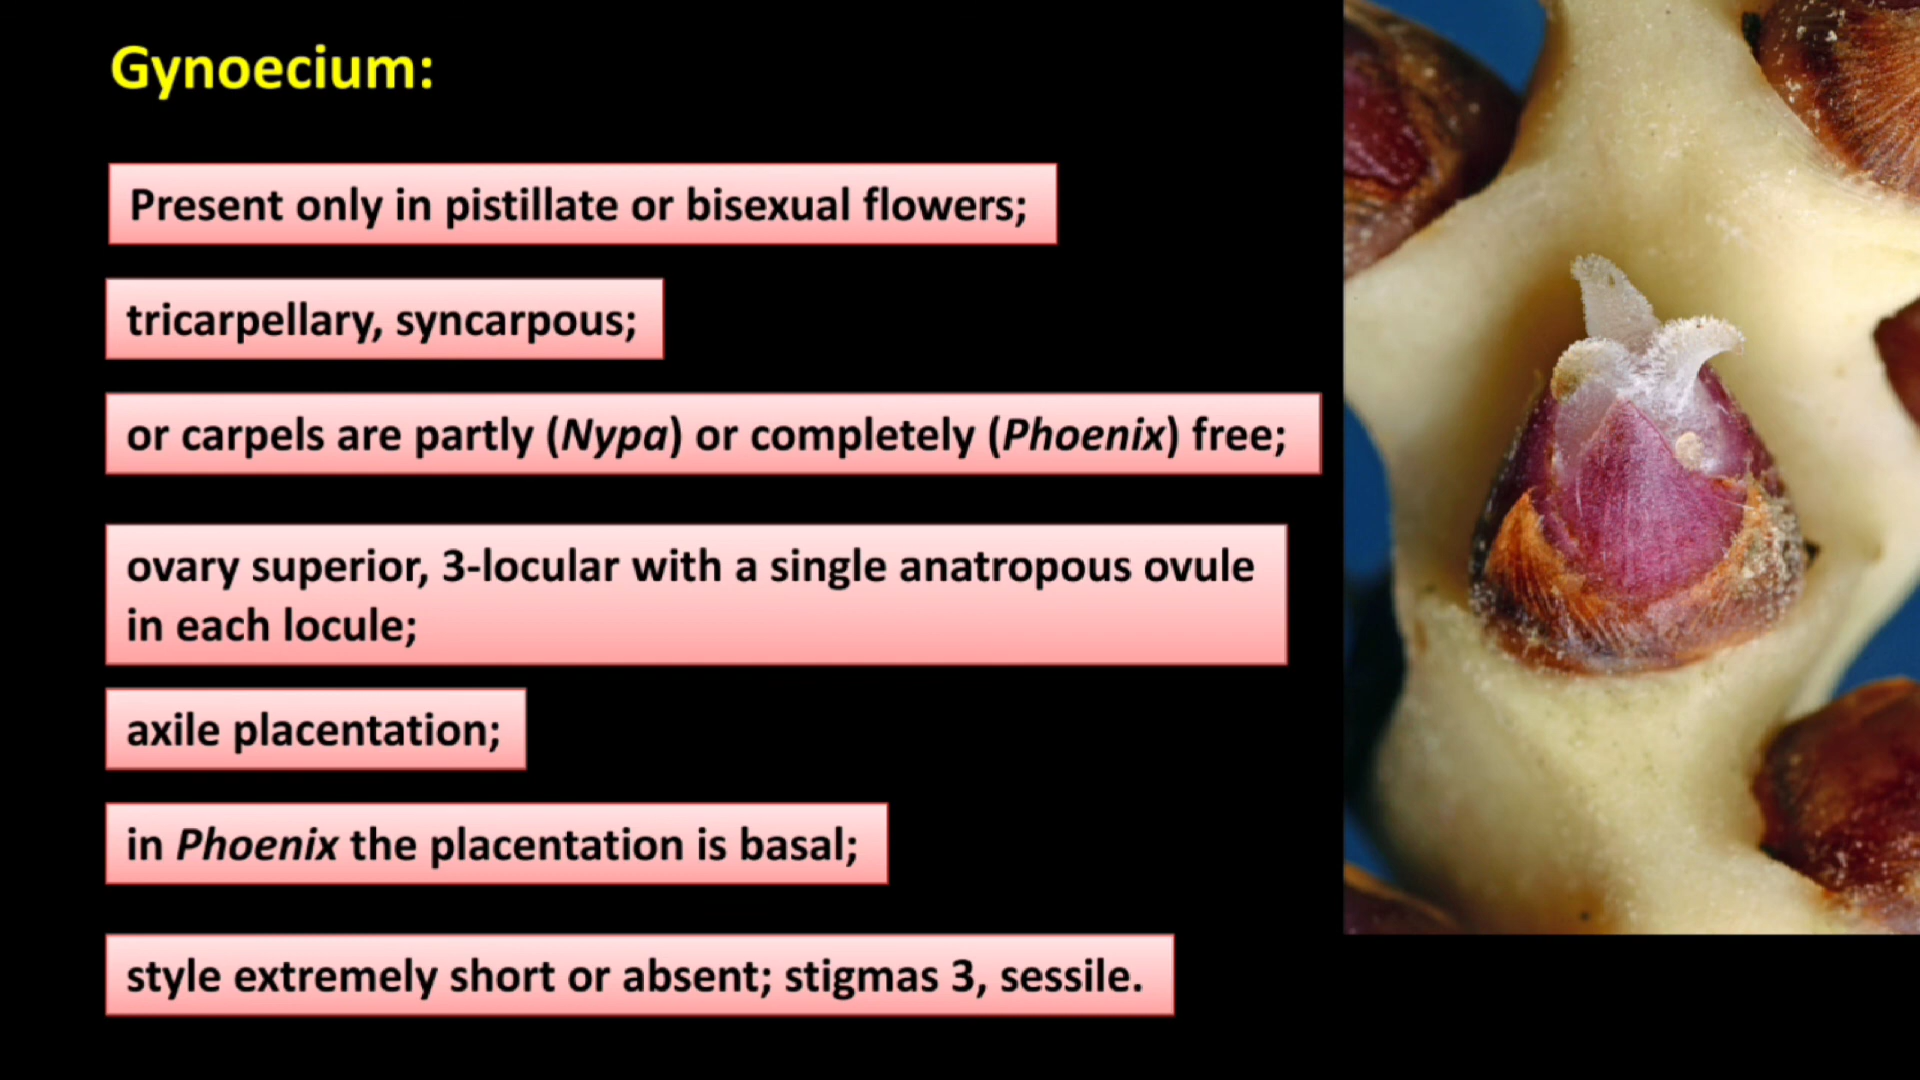 Gynoecium:
Present only in pistillate or bisexual flowers;
tricarpellary, syncarpous;
or carpels are partly (Nypa) or completely (Phoenix) free;
ovary superior, 3-locular with a single anatropous ovule
in each locule;
axile placentation;
in Phoenix the placentation is basal;
style extremely short or absent; stigmas 3, sessile.